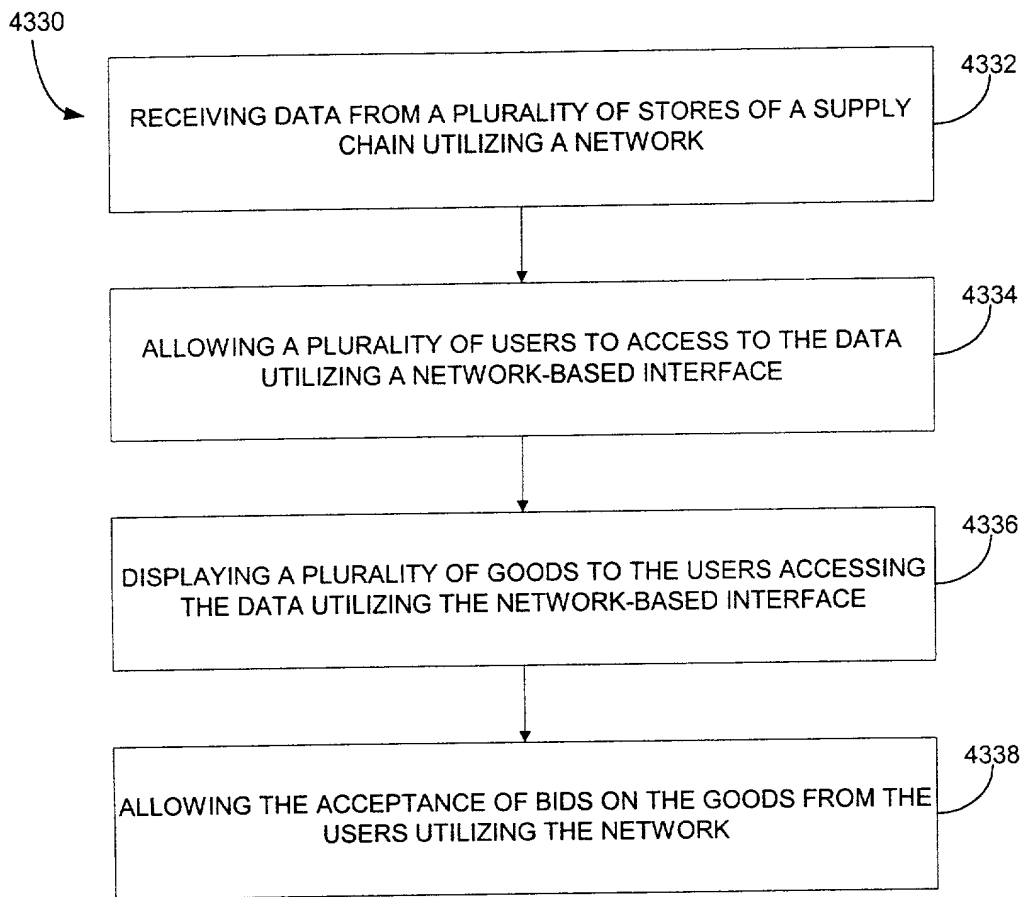 4330
4332
RECEIVING DATA FROM A PLURALITY OF STORES OF A SUPPLY
CHAIN UTILIZING A NETWORK
4334
ALLOWING A PLURALITY OF USERS TO ACCESS TO THE DATA
UTILIZING A NETWORK-BASED INTERFACE
4336
DISPLAYING A PLURALITY OF GOODS TO THE USERS ACCESSING
THE DATA UTILIZING THE NETWORK-BASED INTERFACE
4338
ALLOWING THE ACCEPTANCE OF BIDS ON THE GOODS FROM THE
USERS UTILIZING THE NETWORK